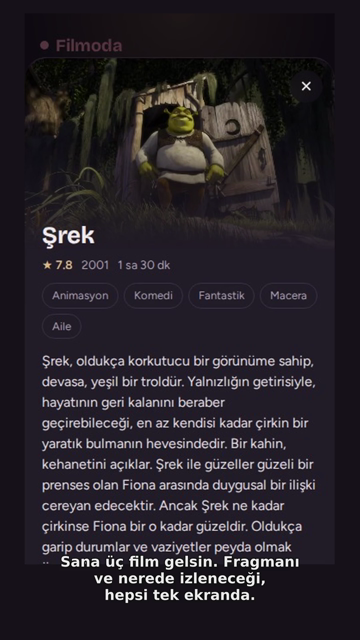 Filmoda
Şrek
★ 7.8 2001 1 sa 30 dk
Animasyon Komedi Fantastik Macera
Aile
Şrek, oldukça korkutucu bir görünüme sahip,
devasa, yeşil bir troldür. Yalnızlığın getirisiyle,
hayatının geri kalanını beraber
geçirebileceği, en az kendisi kadar çirkin bir
yaratık bulmanın hevesindedir. Bir kahin,
kehanetini açıklar. Şrek ile güzeller güzeli bir
prenses olan Fiona arasında duygusal bir ilişki
cereyan edecektir. Ancak Şrek ne kadar
çirkinse Fiona bir o kadar güzeldir. Oldukça
garip durumlar ve vaziyetler peyda olmak
Sana üç film gelsin. Fragmanı
ve nerede izleneceği,
hepsi tek ekranda.